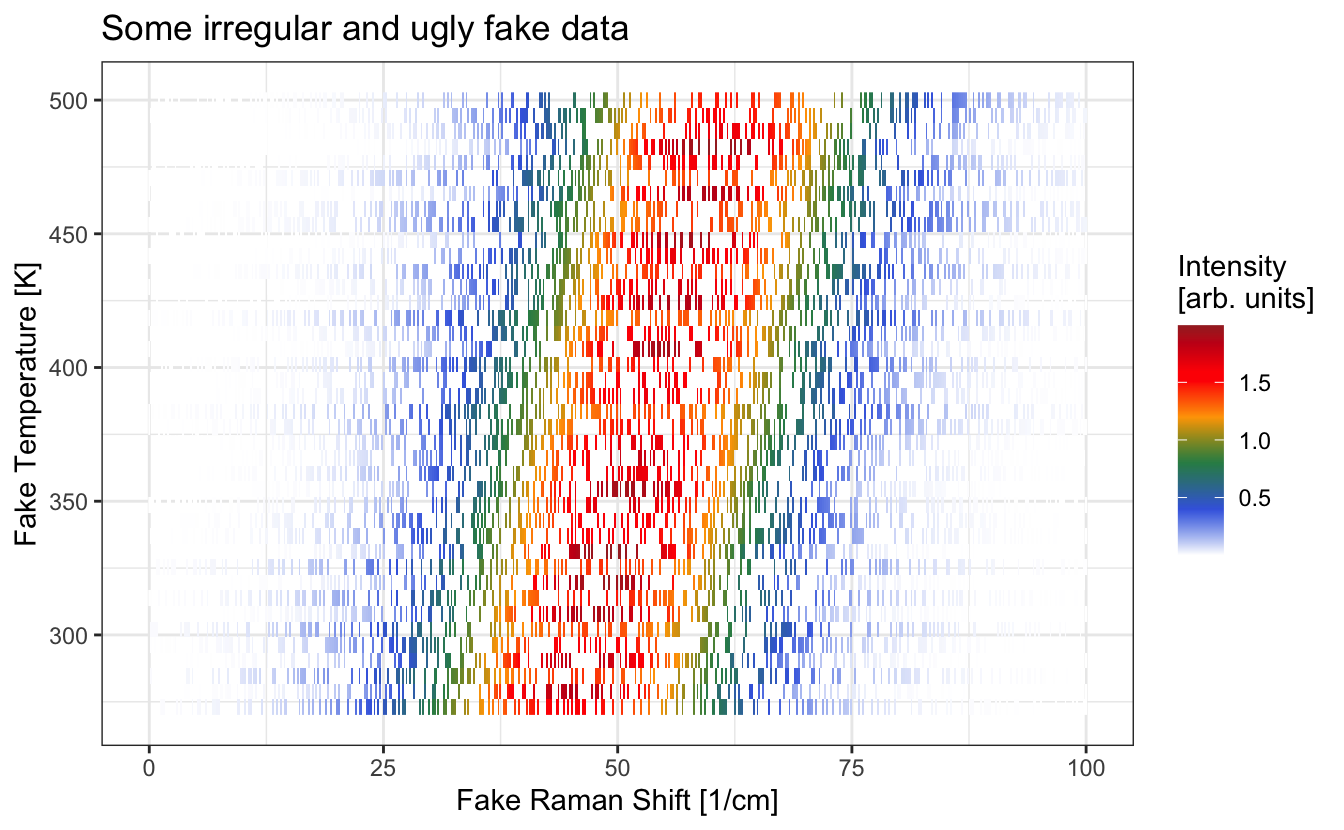 Some irregular and ugly fake data
Fake Temperature [K]
500
450
400
350
300
0 25 50 75 100
Fake Raman Shift [1/cm]
Intensity
[arb. units]
1.5
1.0
0.5